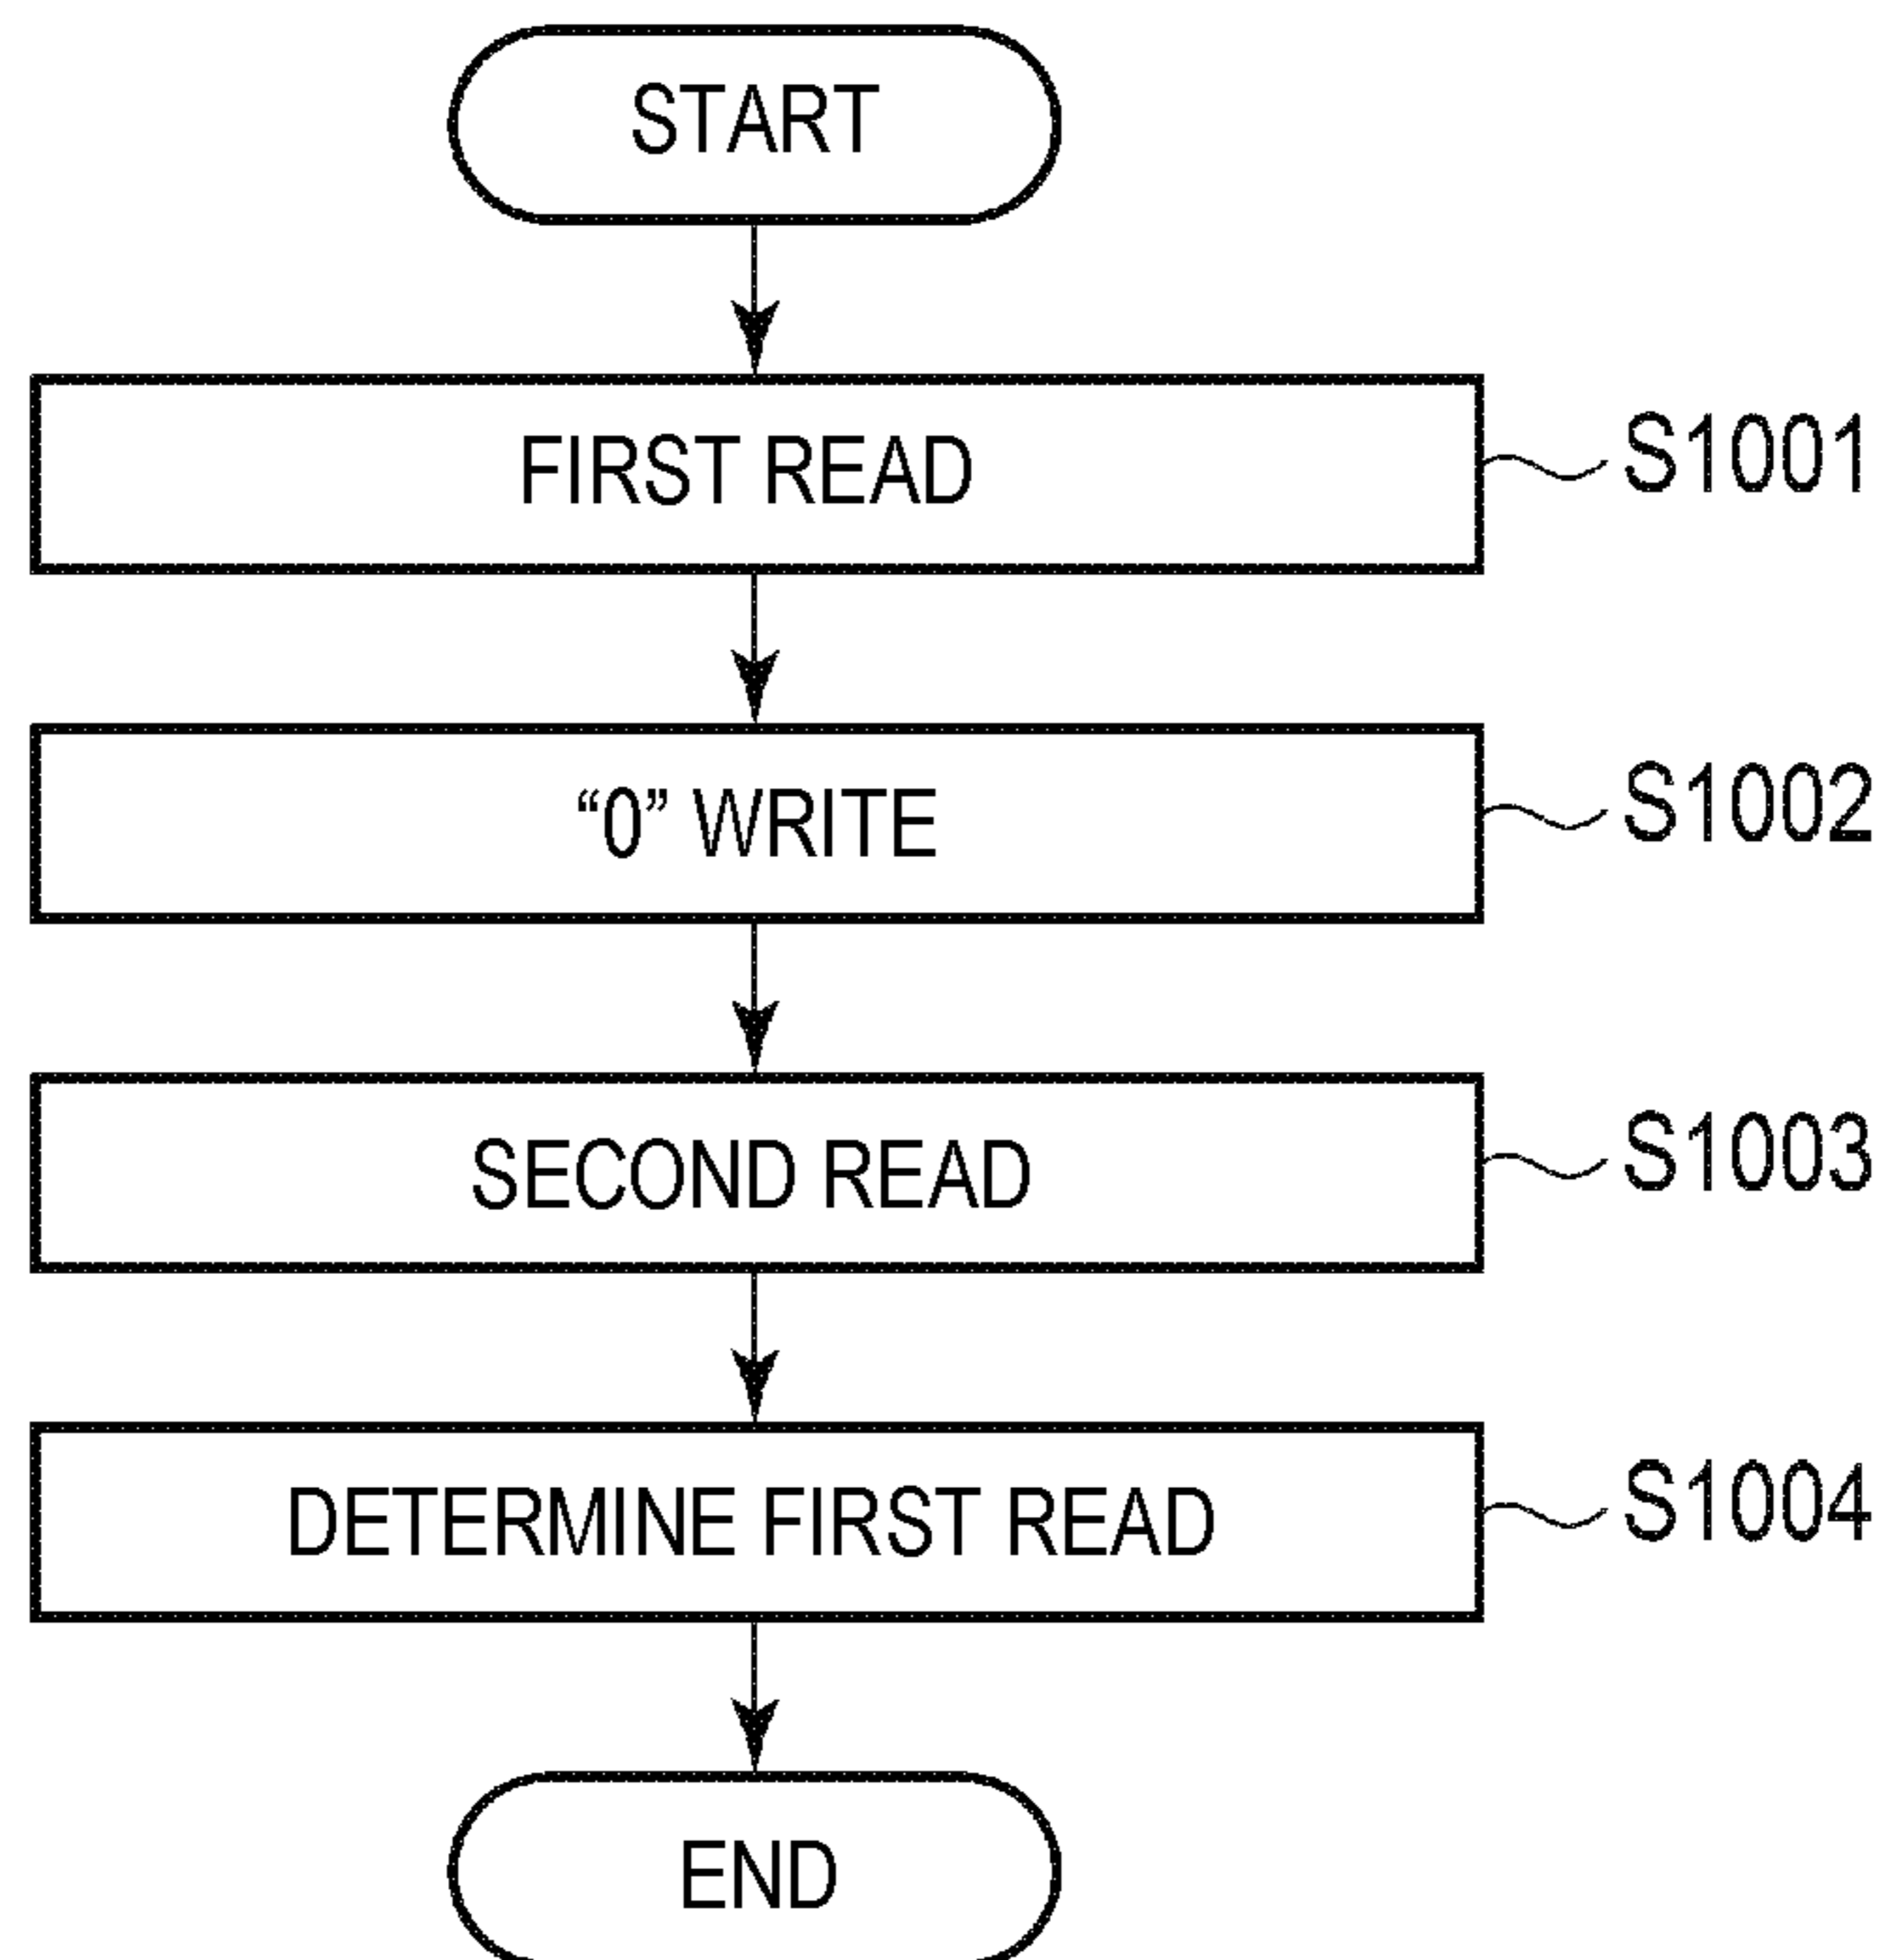 START
FIRST READ
S1001
“0” WRITE
S1002
SECOND READ
S1003
DETERMINE FIRST READ
S1004
END